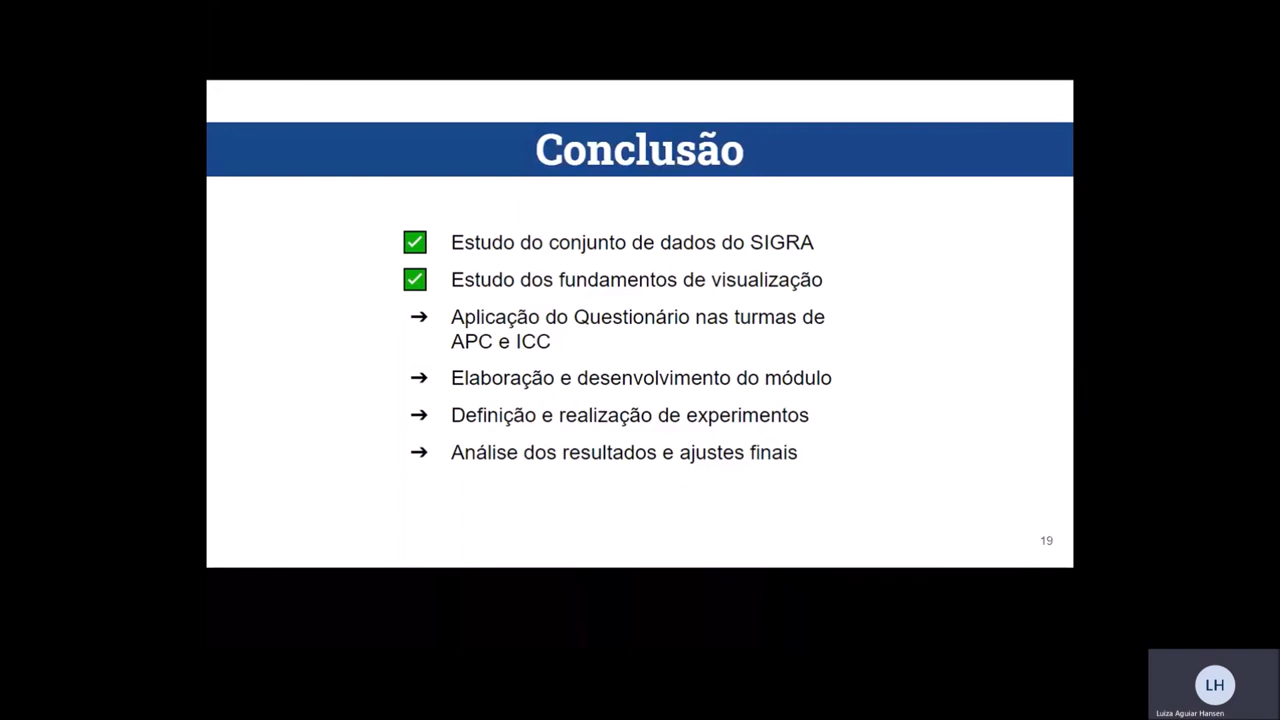 Conclusão
Estudo do conjunto de dados do SIGRA
Estudo dos fundamentos de visualização
Aplicação do Questionário nas turmas de
APC e ICC
Elaboração e desenvolvimento do módulo
Definição e realização de experimentos
Análise dos resultados e ajustes finais
19
LH
Luiza Aguiar Hansen